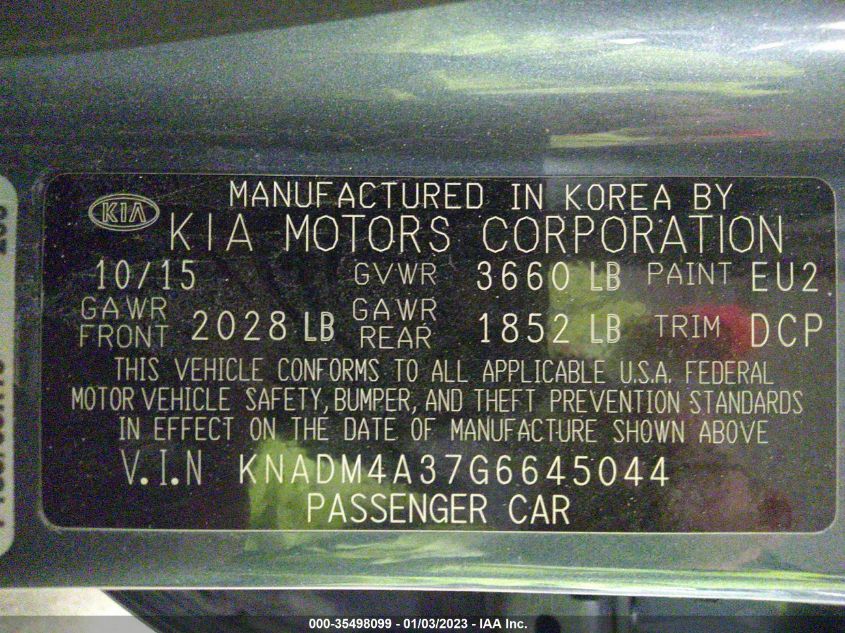 MANUFACTURED IN KOREA BY
KIA KIA MOTORS CORPORATION
10/15 GVWR 3660 LB PAINT EU2
GAWR FRONT 2028 LB GAWR REAR 1852 LB TRIM DCP
THIS VEHICLE CONFORMS TO ALL APPLICABLE U.S.A. FEDERAL
MOTOR VEHICLE SAFETY, BUMPER, AND THEFT PREVENTION STANDARDS
IN EFFECT ON THE DATE OF MANUFACTURE SHOWN ABOVE
V.I.N KNADM4A37G6645044
PASSENGER CAR
000-35498099 - 01/03/2023 - IAA Inc.